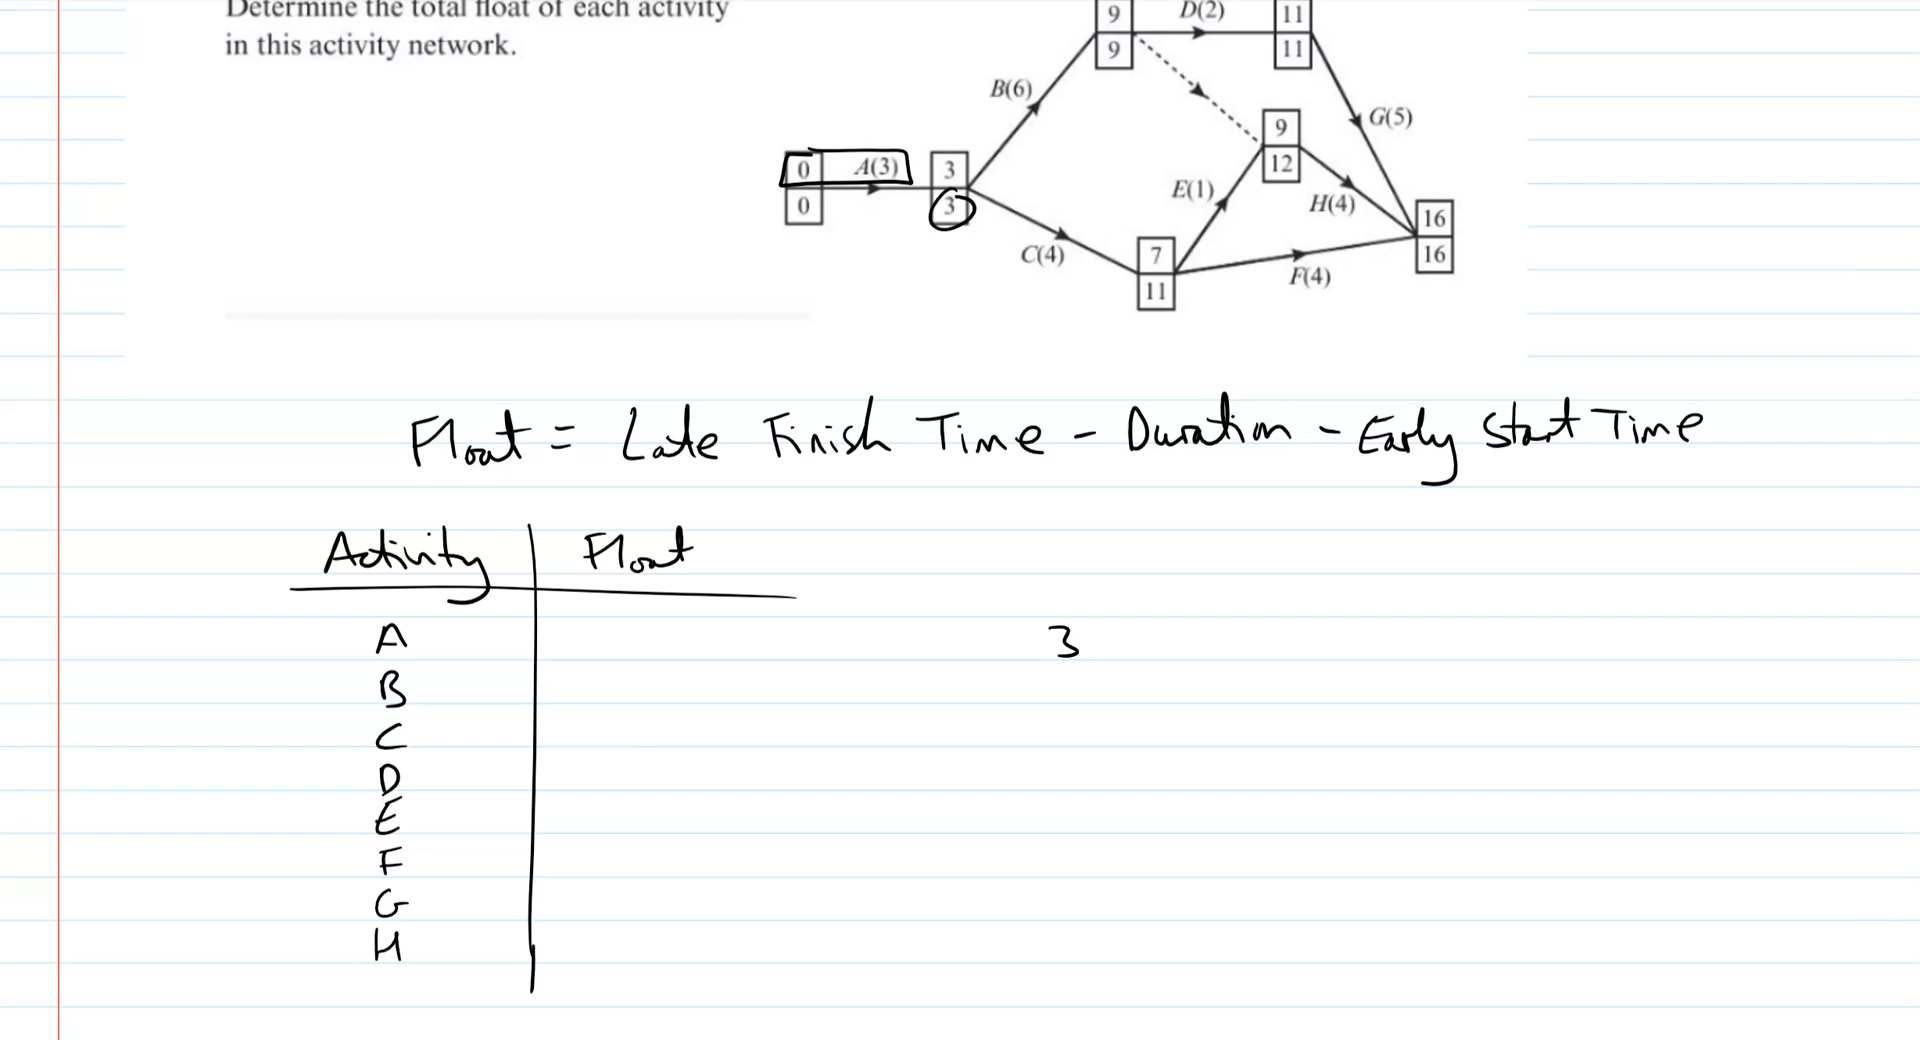 Determine the total float of each activity
in this activity network.
9 D(2) 11
9 11
B(6)
G(5)
9
12
0 A(3) 3
0 3
E(1)
H(4)
16
16
C(4)
7
11
F(4)
Float = Late Finish Time - Duration - Early Start Time
Activity Float
A 3
B
C
D
E
F
G
H